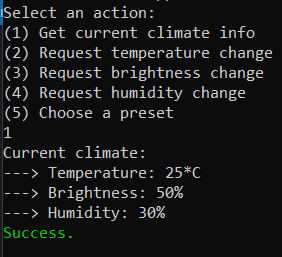 Select an action:
(1) Get current climate info
(2) Request temperature change
(3) Request brightness change
(4) Request humidity change
(5) Choose a preset
1
Current climate:
---> Temperature: 25*C
---> Brightness: 50%
---> Humidity: 30%
Success.